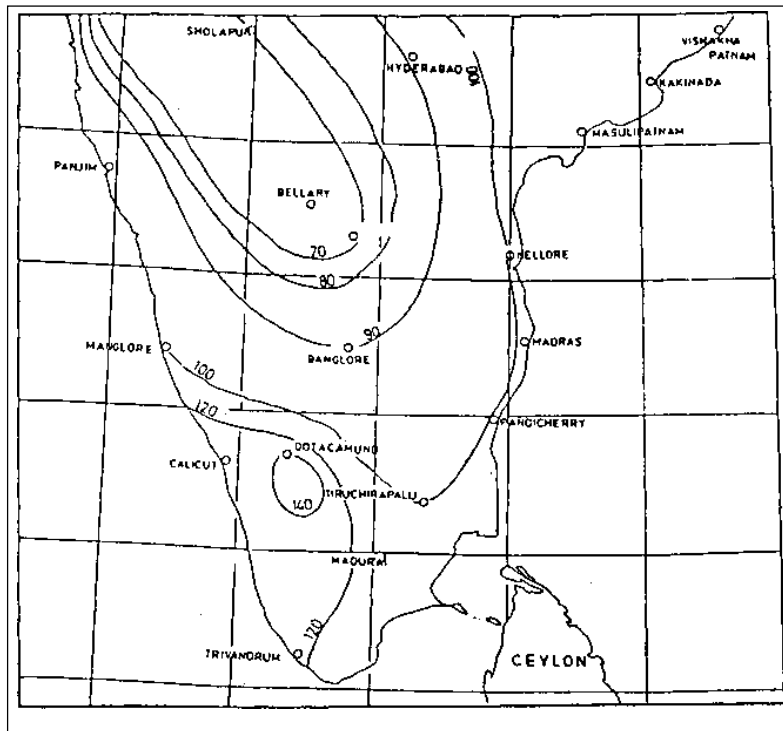 SHOLAPUR
VISHAKHA
PATNAM
HYDERABAD
100
KAKINADA
MASULIPATNAM
PANJIM
BELLARY
70
80
NELLORE
90
MANGLORE
BANGLORE
MADRAS
100
120
PANDICHERRY
OOTACAMUND
CALICUT
140
TIRUCHIRAPALLI
MADURAI
120
TRIVANDRUM
CEYLON